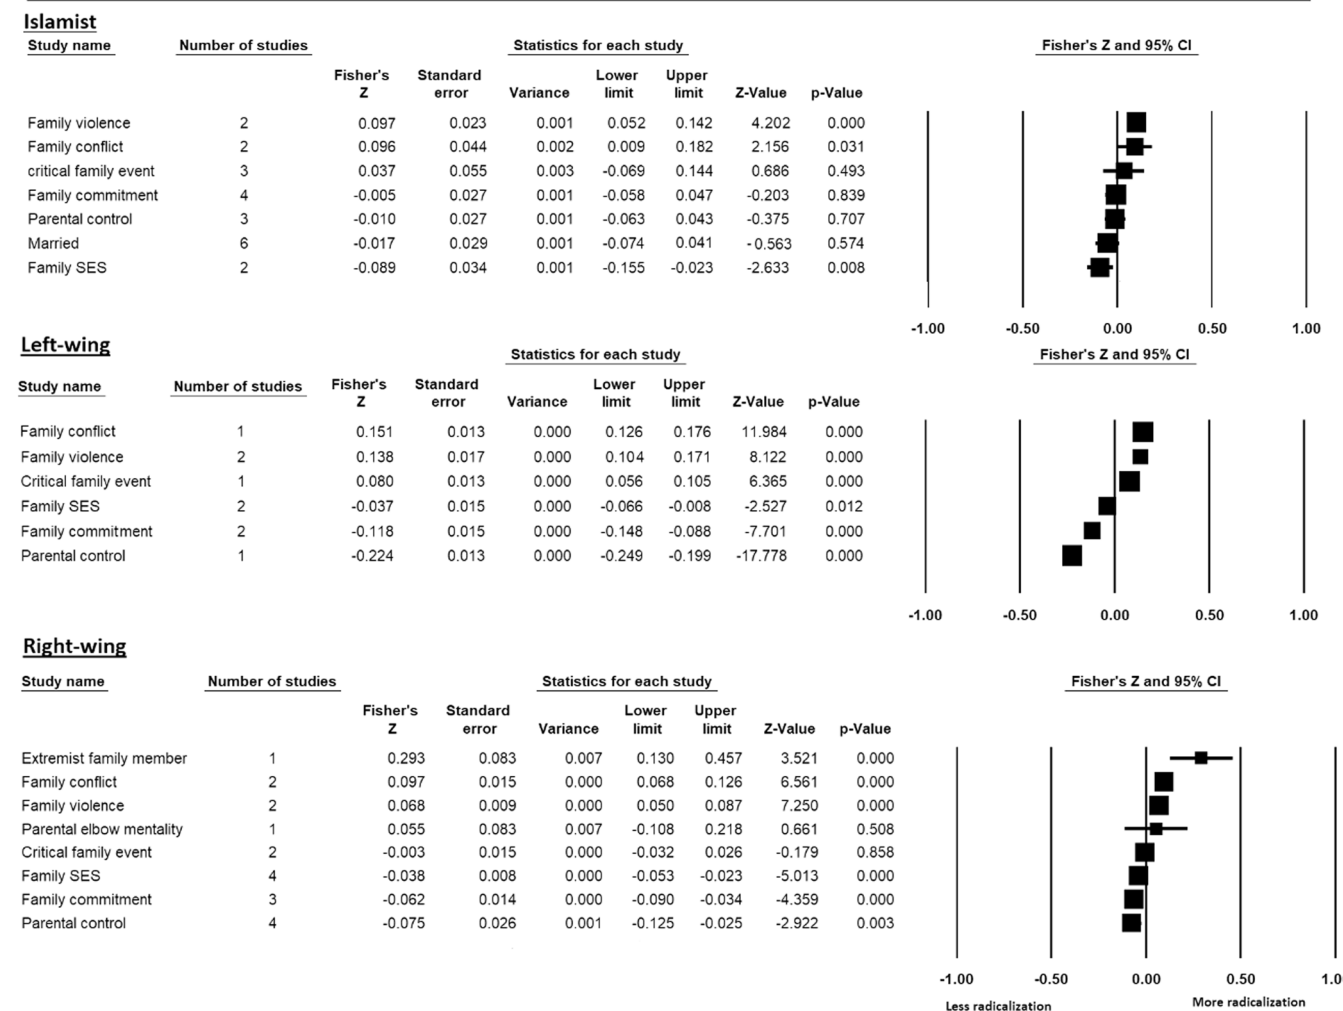 Islamist
Study name Number of studies Statistics for each study Fisher's Z and 95% CI
Fisher's Standard Lower Upper
Z error Variance limit limit Z-Value p-Value
Family violence 2 0.097 0.023 0.001 0.052 0.142 4.202 0.000
Family conflict 2 0.096 0.044 0.002 0.009 0.182 2.156 0.031
critical family event 3 0.037 0.055 0.003 -0.069 0.144 0.686 0.493
Family commitment 4 -0.005 0.027 0.001 -0.058 0.047 -0.203 0.839
Parental control 3 -0.010 0.027 0.001 -0.063 0.043 -0.375 0.707
Married 6 -0.017 0.029 0.001 -0.074 0.041 -0.563 0.574
Family SES 2 -0.089 0.034 0.001 -0.155 -0.023 -2.633 0.008
-1.00 -0.50 0.00 0.50 1.00
Left-wing
Statistics for each study Fisher's Z and 95% CI
Study name Number of studies Fisher's Standard Lower Upper
Z error Variance limit limit Z-Value p-Value
Family conflict 1 0.151 0.013 0.000 0.126 0.176 11.984 0.000
Family violence 2 0.138 0.017 0.000 0.104 0.171 8.122 0.000
Critical family event 1 0.080 0.013 0.000 0.056 0.105 6.365 0.000
Family SES 2 -0.037 0.015 0.000 -0.066 -0.008 -2.527 0.012
Family commitment 2 -0.118 0.015 0.000 -0.148 -0.088 -7.701 0.000
Parental control 1 -0.224 0.013 0.000 -0.249 -0.199 -17.778 0.000
-1.00 -0.50 0.00 0.50 1.00
Right-wing
Study name Number of studies Statistics for each study Fisher's Z and 95% CI
Fisher's Standard Lower Upper
Z error Variance limit limit Z-Value p-Value
Extremist family member 1 0.293 0.083 0.007 0.130 0.457 3.521 0.000
Family conflict 2 0.097 0.015 0.000 0.068 0.126 6.561 0.000
Family violence 2 0.068 0.009 0.000 0.050 0.087 7.250 0.000
Parental elbow mentality 1 0.055 0.083 0.007 -0.108 0.218 0.661 0.508
Critical family event 2 -0.003 0.015 0.000 -0.032 0.026 -0.179 0.858
Family SES 4 -0.038 0.008 0.000 -0.053 -0.023 -5.013 0.000
Family commitment 3 -0.062 0.014 0.000 -0.090 -0.034 -4.359 0.000
Parental control 4 -0.075 0.026 0.001 -0.125 -0.025 -2.922 0.003
-1.00 -0.50 0.00 0.50 1.0
Less radicalization More radicalization